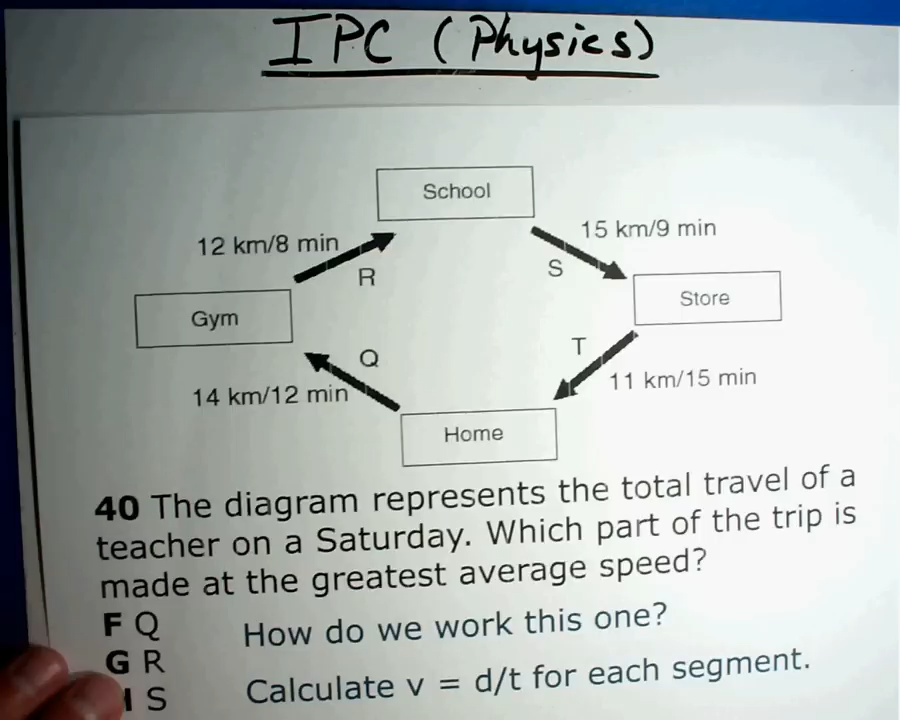 IPC (Physics)
School
12 km/8 min
15 km/9 min
R
S
Gym
Store
Q
T
14 km/12 min
11 km/15 min
Home
40 The diagram represents the total travel of a
teacher on a Saturday. Which part of the trip is
made at the greatest average speed?
F Q
How do we work this one?
G R
S
Calculate v = d/t for each segment.